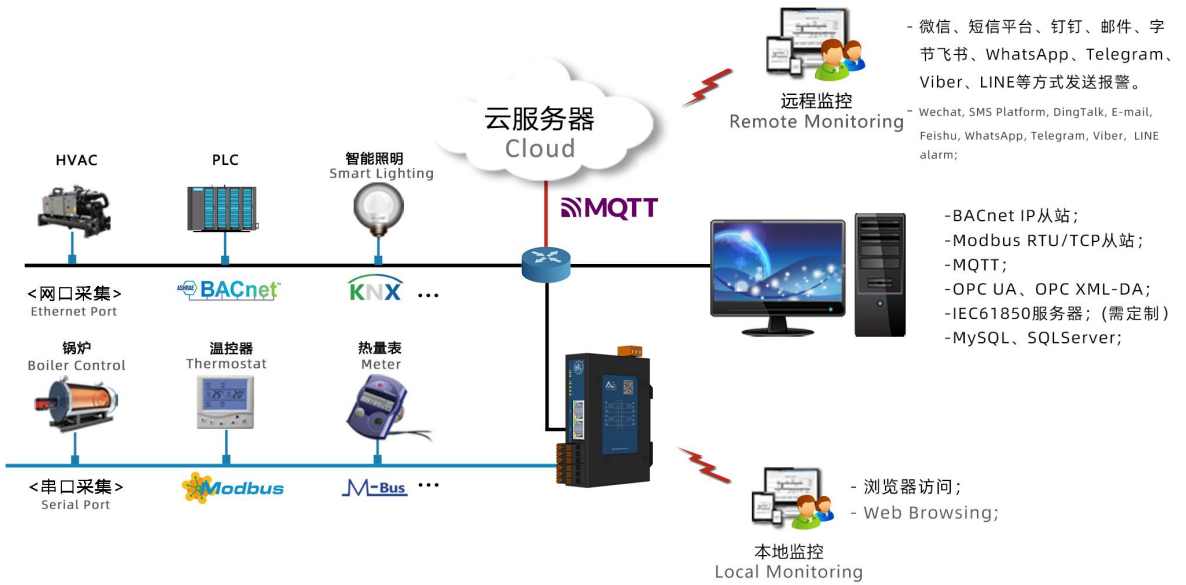 云服务器
Cloud
MQTT
远程监控
Remote Monitoring
- 微信、短信平台、钉钉、邮件、字
节飞书、WhatsApp、Telegram、
Viber、LINE等方式发送报警。
- Wechat, SMS Platform, DingTalk, E-mail,
Feishu, WhatsApp, Telegram, Viber, LINE
alarm;
HVAC
PLC
智能照明
Smart Lighting
<网口采集>
Ethernet Port
ASHRAE BACnet™
KNX
...
-BACnet IP从站；
-Modbus RTU/TCP从站；
-MQTT；
-OPC UA、OPC XML-DA；
-IEC61850服务器；(需定制)
-MySQL、SQLServer;
锅炉
Boiler Control
温控器
Thermostat
热量表
Meter
25° 20°
<串口采集>
Serial Port
Modbus
M-Bus
...
- 浏览器访问；
- Web Browsing;
本地监控
Local Monitoring